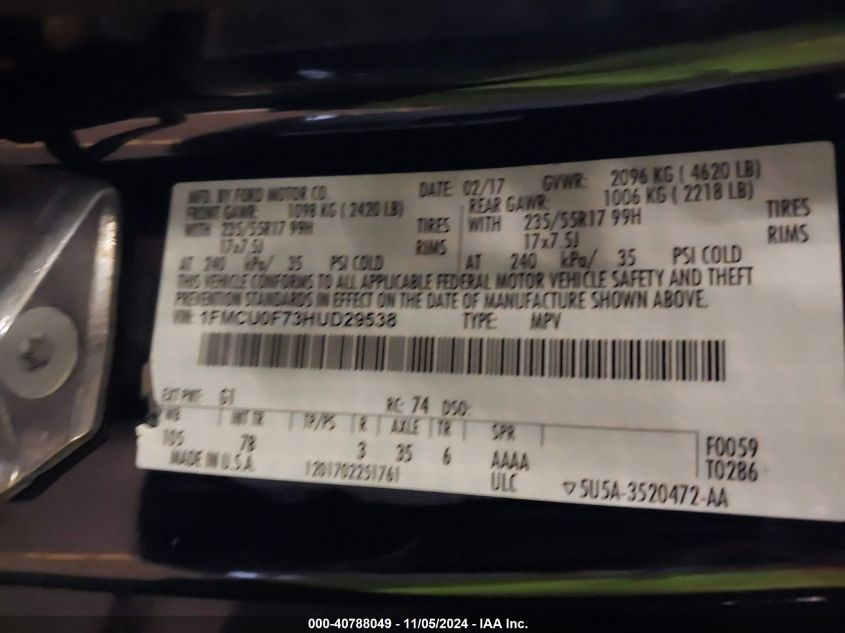 MFD. BY FORD MOTOR CO. DATE: 02/17 GVWR: 2096 KG ( 4620 LB)
FRONT GAWR: 1098 KG ( 2420 LB) REAR GAWR: 1006 KG ( 2218 LB)
WITH 235/55R17 99H TIRES WITH 235/55R17 99H TIRES
17x7.5J RIMS 17x7.5J RIMS
AT 240 kPa/ 35 PSI COLD AT 240 kPa/ 35 PSI COLD
THIS VEHICLE CONFORMS TO ALL APPLICABLE FEDERAL MOTOR VEHICLE SAFETY AND THEFT
PREVENTION STANDARDS IN EFFECT ON THE DATE OF MANUFACTURE SHOWN ABOVE.
VIN: 1FMCU0F73HUD29538 TYPE: MPV
EXT PNT: G1 RC: 74 DSO:
WB INT TR TP/PS R AXLE TR SPR
105 78 3 35 6 AAAA F0059
MADE IN U.S.A. 1201702251761 ULC T0286
5U5A-3520472-AA
000-40788049 - 11/05/2024 - IAA Inc.